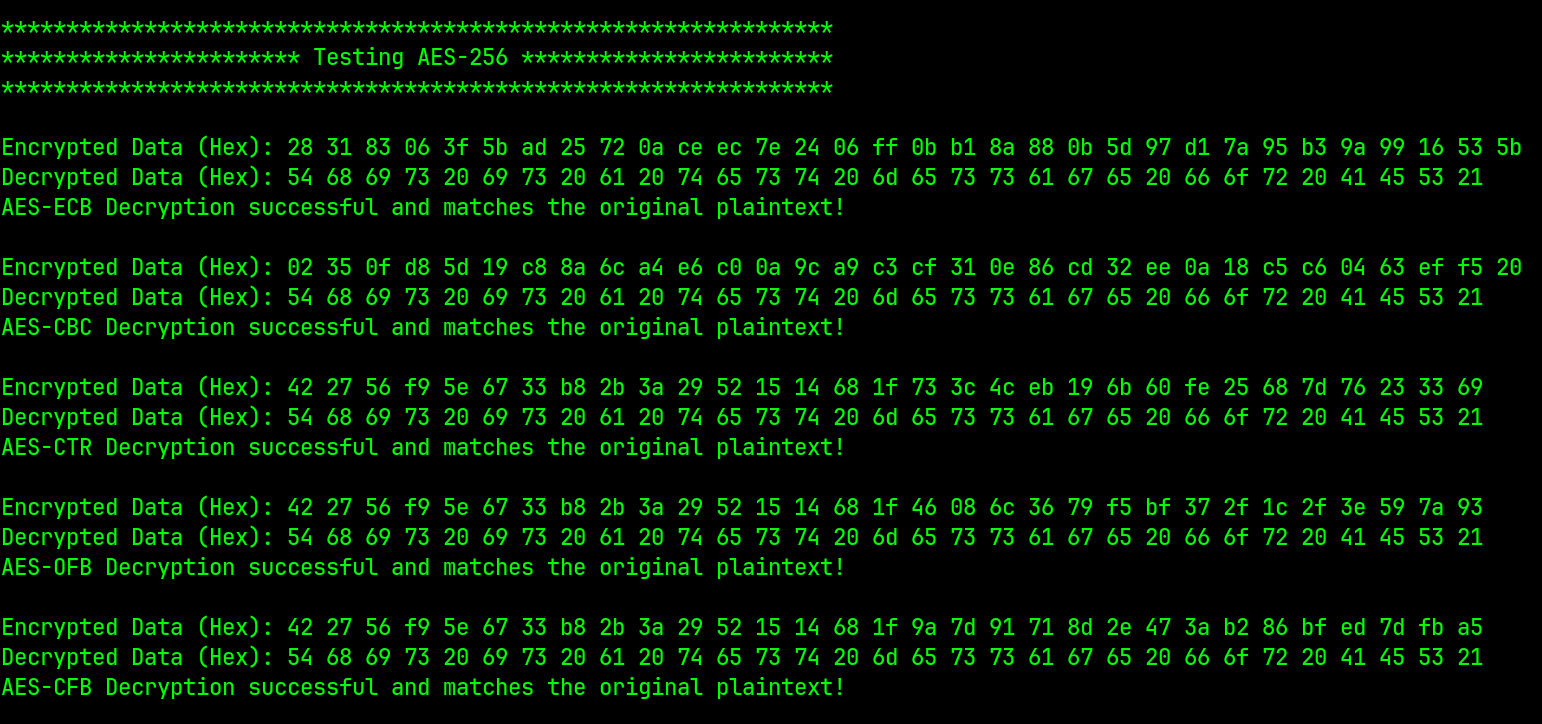 ****************************************************************
*********************** Testing AES-256 ************************
****************************************************************
Encrypted Data (Hex): 28 31 83 06 3f 5b ad 25 72 0a ce ec 7e 24 06 ff 0b b1 8a 88 0b 5d 97 d1 7a 95 b3 9a 99 16 53 5b
Decrypted Data (Hex): 54 68 69 73 20 69 73 20 61 20 74 65 73 74 20 6d 65 73 73 61 67 65 20 66 6f 72 20 41 45 53 21
AES-ECB Decryption successful and matches the original plaintext!
Encrypted Data (Hex): 02 35 0f d8 5d 19 c8 8a 6c a4 e6 c0 0a 9c a9 c3 cf 31 0e 86 cd 32 ee 0a 18 c5 c6 04 63 ef f5 20
Decrypted Data (Hex): 54 68 69 73 20 69 73 20 61 20 74 65 73 74 20 6d 65 73 73 61 67 65 20 66 6f 72 20 41 45 53 21
AES-CBC Decryption successful and matches the original plaintext!
Encrypted Data (Hex): 42 27 56 f9 5e 67 33 b8 2b 3a 29 52 15 14 68 1f 73 3c 4c eb 19 6b 60 fe 25 68 7d 76 23 33 69
Decrypted Data (Hex): 54 68 69 73 20 69 73 20 61 20 74 65 73 74 20 6d 65 73 73 61 67 65 20 66 6f 72 20 41 45 53 21
AES-CTR Decryption successful and matches the original plaintext!
Encrypted Data (Hex): 42 27 56 f9 5e 67 33 b8 2b 3a 29 52 15 14 68 1f 46 08 6c 36 79 f5 bf 37 2f 1c 2f 3e 59 7a 93
Decrypted Data (Hex): 54 68 69 73 20 69 73 20 61 20 74 65 73 74 20 6d 65 73 73 61 67 65 20 66 6f 72 20 41 45 53 21
AES-OFB Decryption successful and matches the original plaintext!
Encrypted Data (Hex): 42 27 56 f9 5e 67 33 b8 2b 3a 29 52 15 14 68 1f 9a 7d 91 71 8d 2e 47 3a b2 86 bf ed 7d fb a5
Decrypted Data (Hex): 54 68 69 73 20 69 73 20 61 20 74 65 73 74 20 6d 65 73 73 61 67 65 20 66 6f 72 20 41 45 53 21
AES-CFB Decryption successful and matches the original plaintext!